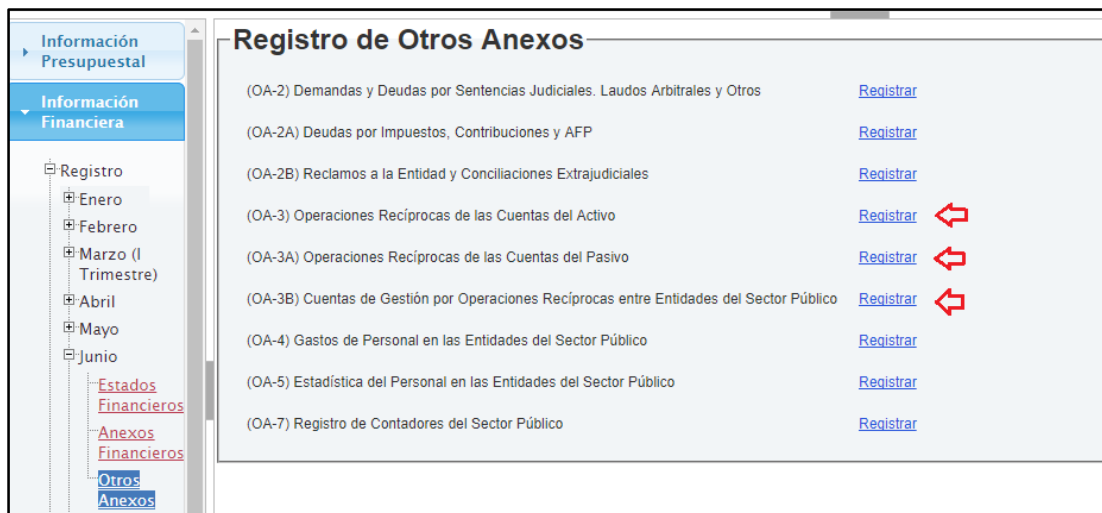 Información
Presupuestal
Información
Financiera
Registro
Enero
Febrero
Marzo (I
Trimestre)
Abril
Mayo
Junio
Estados
Financieros
Anexos
Financieros
Otros
Anexos
Registro de Otros Anexos
(OA-2) Demandas y Deudas por Sentencias Judiciales. Laudos Arbitrales y Otros Registrar
(OA-2A) Deudas por Impuestos, Contribuciones y AFP Registrar
(OA-2B) Reclamos a la Entidad y Conciliaciones Extrajudiciales Registrar
(OA-3) Operaciones Recíprocas de las Cuentas del Activo Registrar
(OA-3A) Operaciones Recíprocas de las Cuentas del Pasivo Registrar
(OA-3B) Cuentas de Gestión por Operaciones Recíprocas entre Entidades del Sector Público Registrar
(OA-4) Gastos de Personal en las Entidades del Sector Público Registrar
(OA-5) Estadística del Personal en las Entidades del Sector Público Registrar
(OA-7) Registro de Contadores del Sector Público Registrar